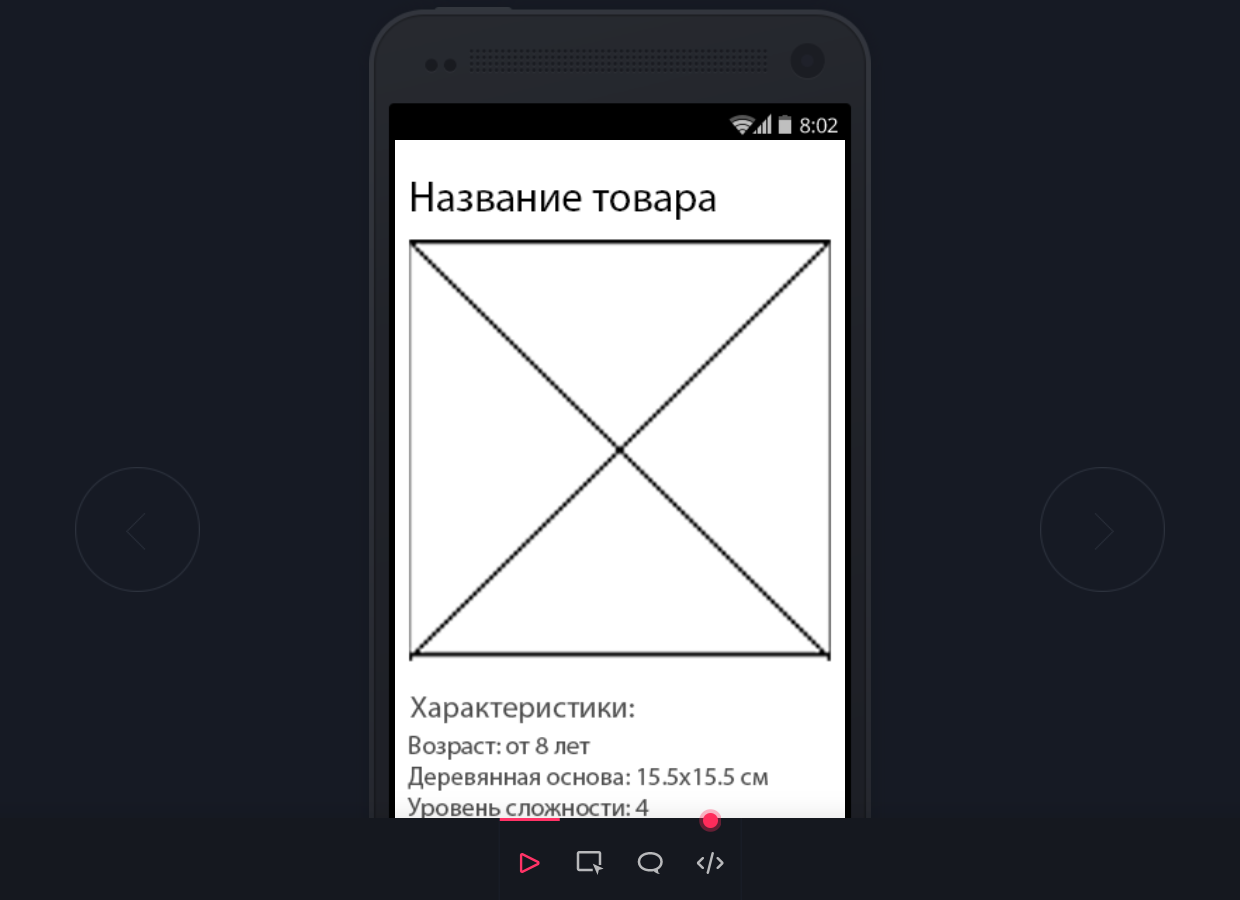 8:02
Название товара
Характеристики:
Возраст: от 8 лет
Деревянная основа: 15.5x15.5 см
Уровень сложности: 4